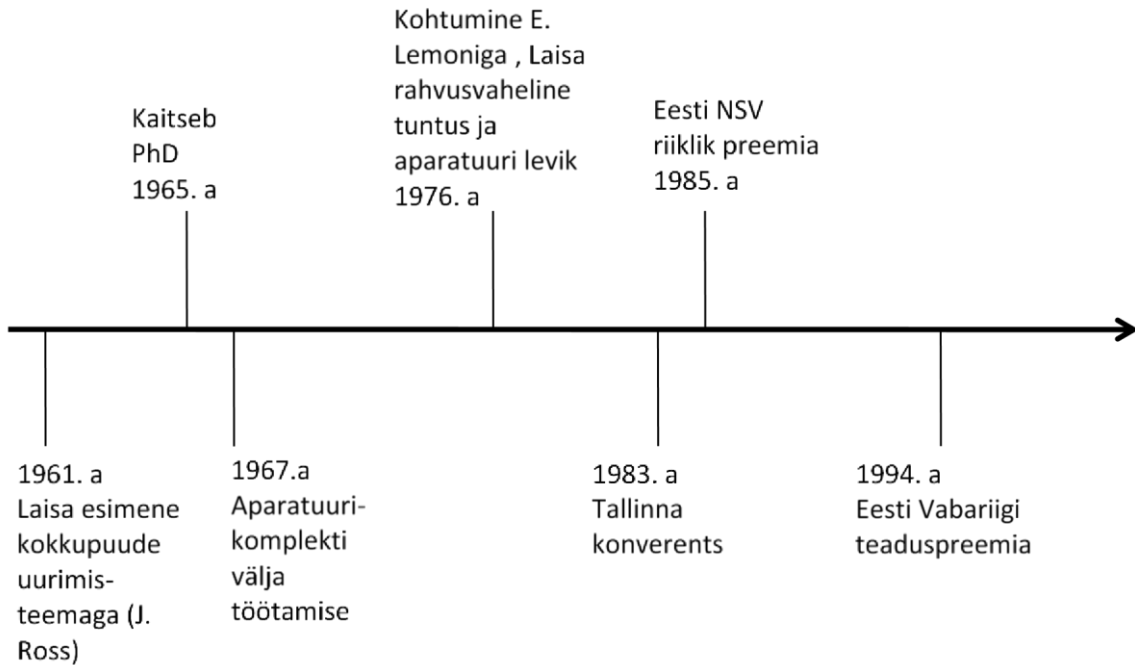 Kohtumine E.
Lemoniga , Laisa
rahvusvaheline
tuntus ja
aparatuuri levik
1976. a
Kaitseb
PhD
1965. a
Eesti NSV
riiklik preemia
1985. a
1961. a
Laisa esimene
kokkupuude
uurimis-
teemaga (J.
Ross)
1967.a
Aparatuuri-
komplekti
välja
töötamise
1983. a
Tallinna
konverents
1994. a
Eesti Vabariigi
teaduspreemia